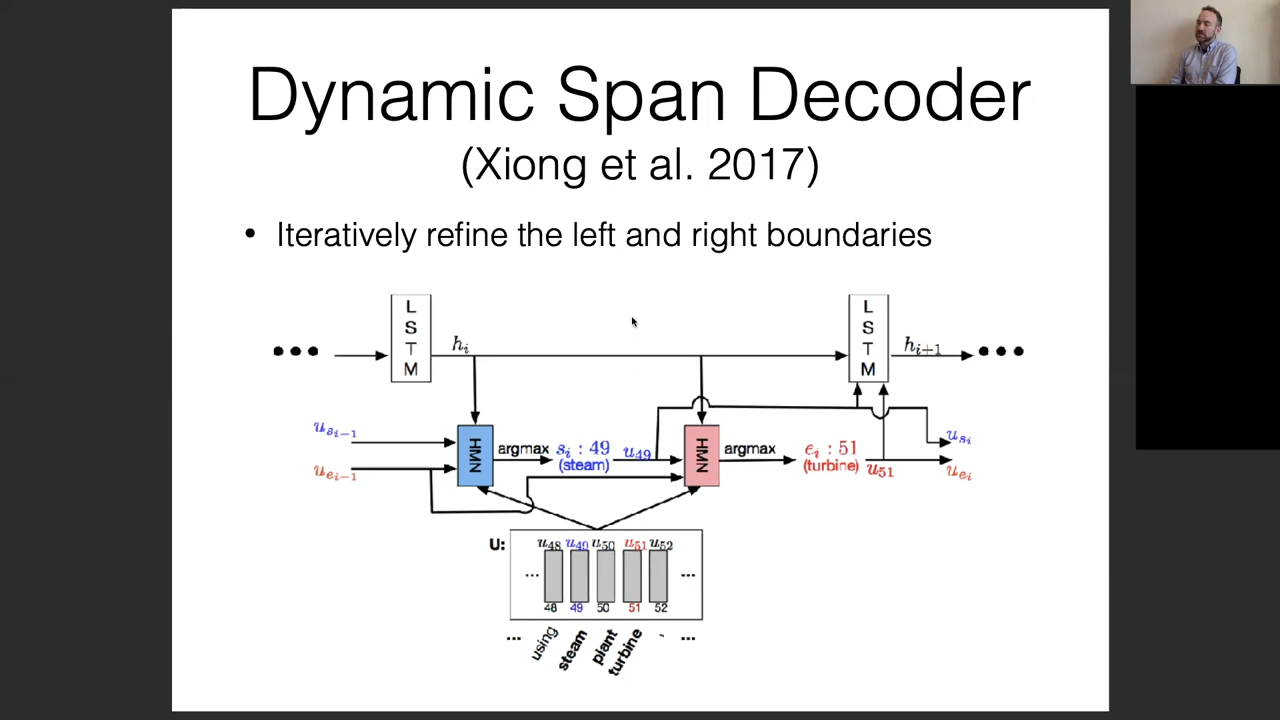 Dynamic Span Decoder
(Xiong et al. 2017)
• Iteratively refine the left and right boundaries
LSTM
h_i
LSTM
h_{i+1}
u_{s_{i-1}}
u_{e_{i-1}}
HMN
argmax
s_i : 49
(steam)
u_49
HMN
argmax
e_i : 51
(turbine)
u_51
u_{s_i}
u_{e_i}
U:
u_48 u_49 u_50 u_51 u_52
... ...
48 49 50 51 52
... using steam plant turbine , ...